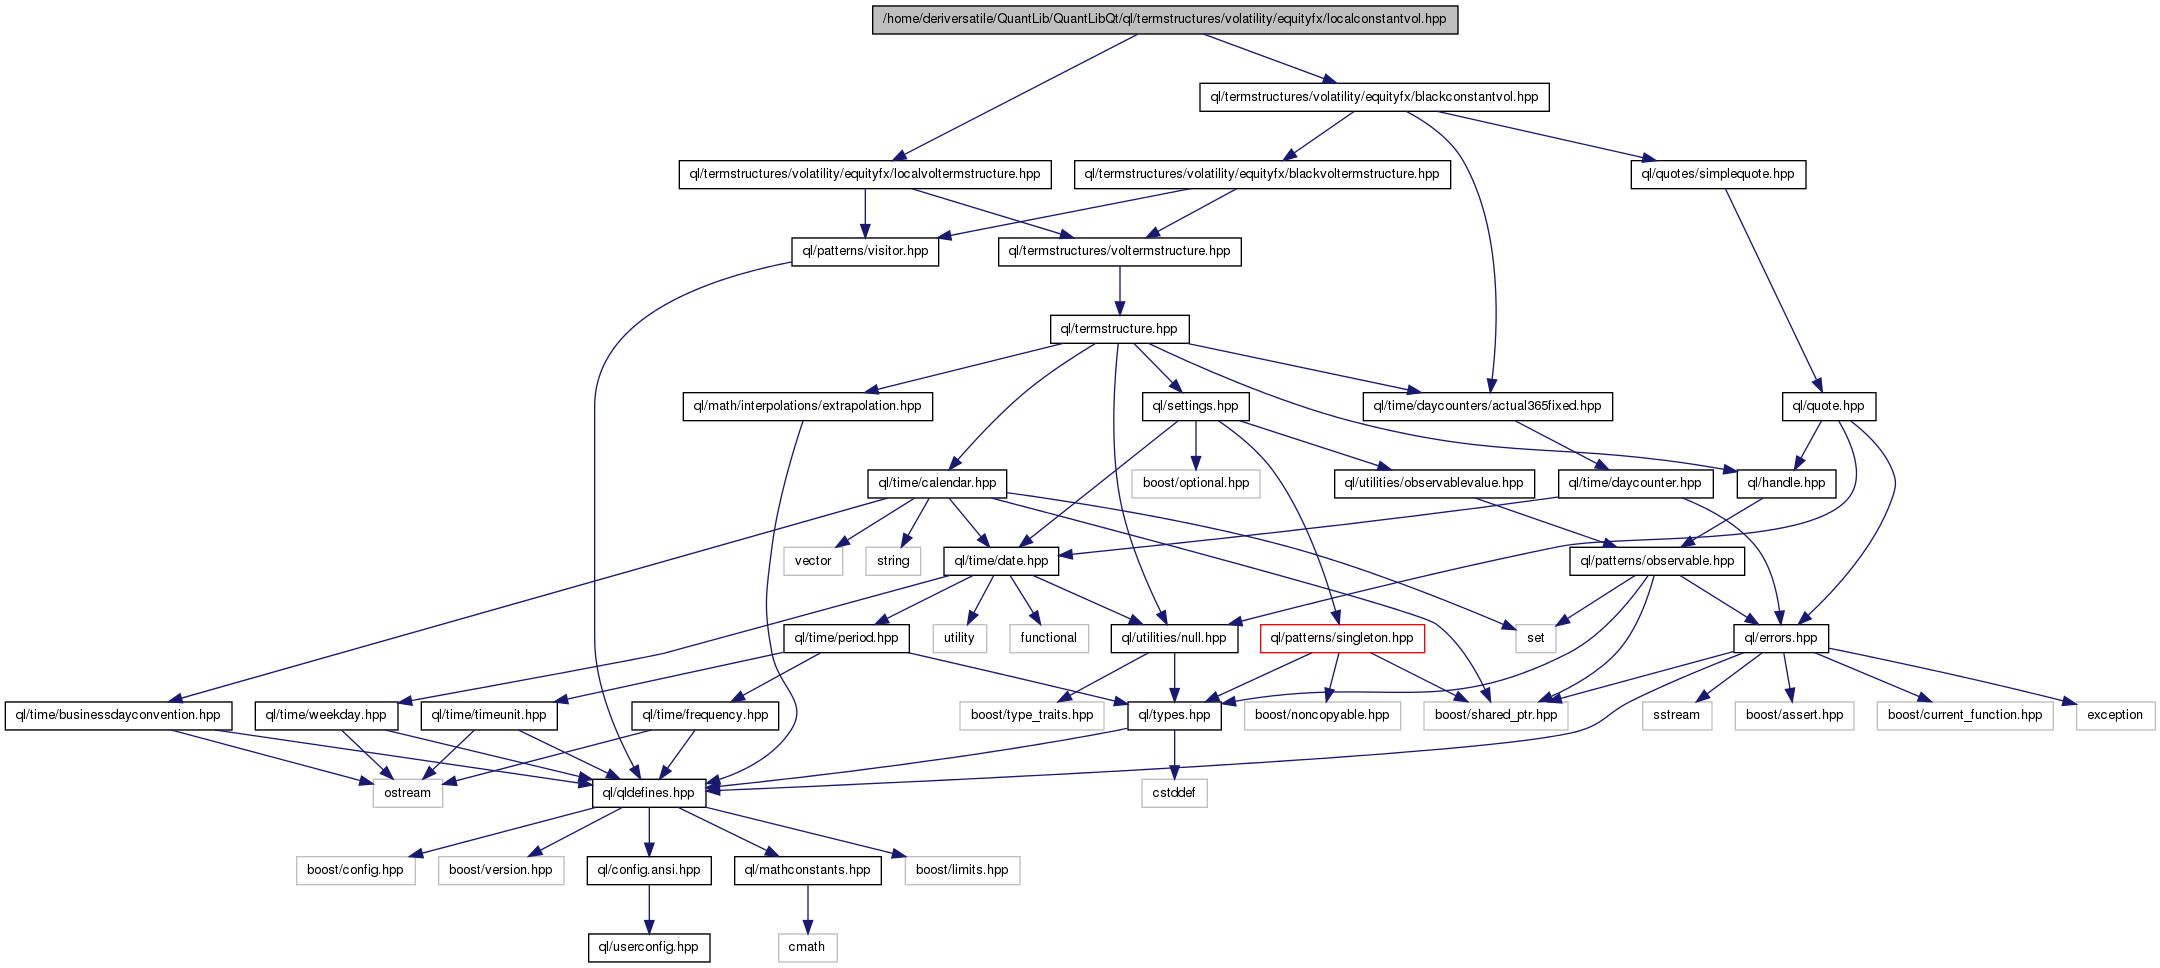 /home/deriversatile/QuantLib/QuantLibQt/ql/termstructures/volatility/equityfx/localconstantvol.hpp
ql/termstructures/volatility/equityfx/blackconstantvol.hpp
ql/termstructures/volatility/equityfx/localvoltermstructure.hpp
ql/termstructures/volatility/equityfx/blackvoltermstructure.hpp
ql/quotes/simplequote.hpp
ql/patterns/visitor.hpp
ql/termstructures/voltermstructure.hpp
ql/termstructure.hpp
ql/math/interpolations/extrapolation.hpp
ql/settings.hpp
ql/time/daycounters/actual365fixed.hpp
ql/quote.hpp
ql/time/calendar.hpp
boost/optional.hpp
ql/utilities/observablevalue.hpp
ql/time/daycounter.hpp
ql/handle.hpp
vector
string
ql/time/date.hpp
ql/patterns/observable.hpp
ql/time/period.hpp
utility
functional
ql/utilities/null.hpp
ql/patterns/singleton.hpp
set
ql/errors.hpp
ql/time/businessdayconvention.hpp
ql/time/weekday.hpp
ql/time/timeunit.hpp
ql/time/frequency.hpp
boost/type_traits.hpp
ql/types.hpp
boost/noncopyable.hpp
boost/shared_ptr.hpp
sstream
boost/assert.hpp
boost/current_function.hpp
exception
ostream
ql/qldefines.hpp
cstddef
boost/config.hpp
boost/version.hpp
ql/config.ansi.hpp
ql/mathconstants.hpp
boost/limits.hpp
ql/userconfig.hpp
cmath